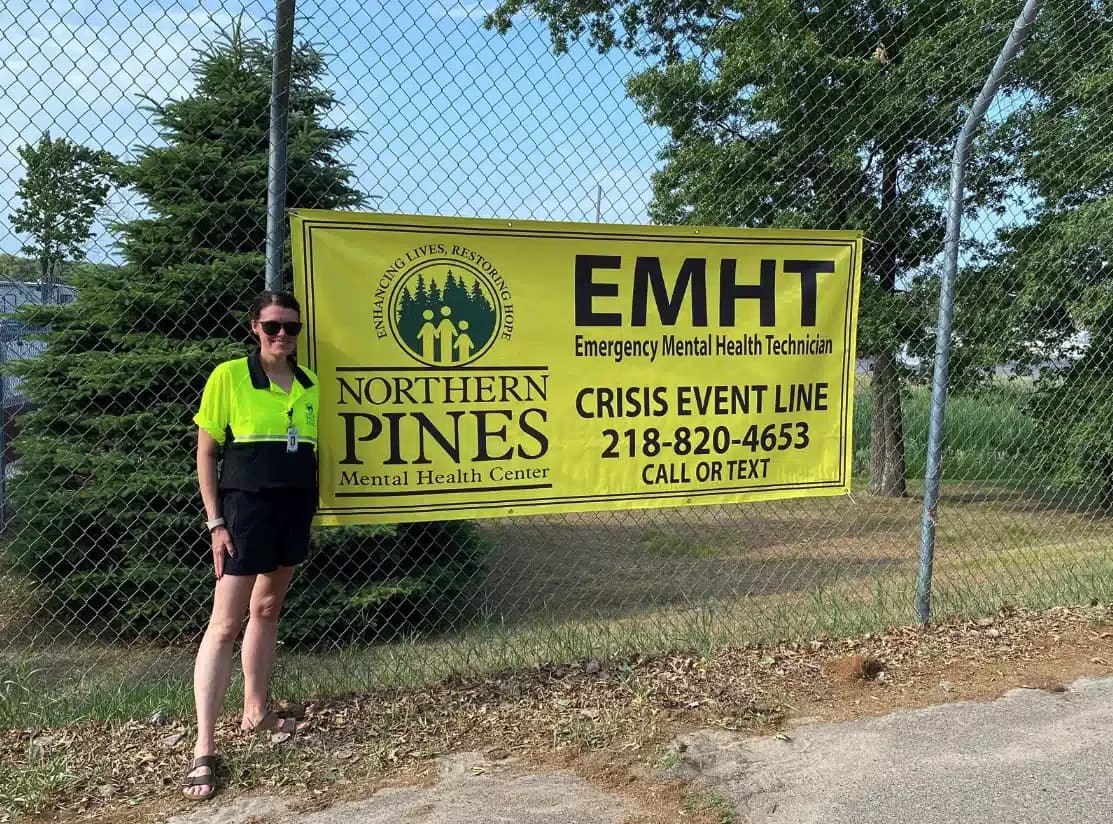 ENHANCING LIVES, RESTORING HOPE
NORTHERN
PINES
Mental Health Center
EMHT
Emergency Mental Health Technician
CRISIS EVENT LINE
218-820-4653
CALL OR TEXT